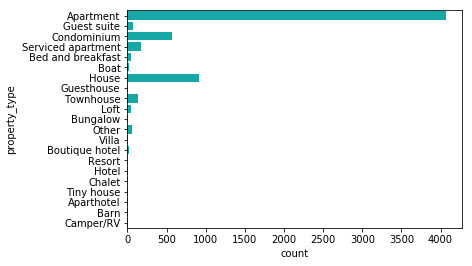 property_type
Apartment
Guest suite
Condominium
Serviced apartment
Bed and breakfast
Boat
House
Guesthouse
Townhouse
Loft
Bungalow
Other
Villa
Boutique hotel
Resort
Hotel
Chalet
Tiny house
Aparthotel
Barn
Camper/RV
0 500 1000 1500 2000 2500 3000 3500 4000
count